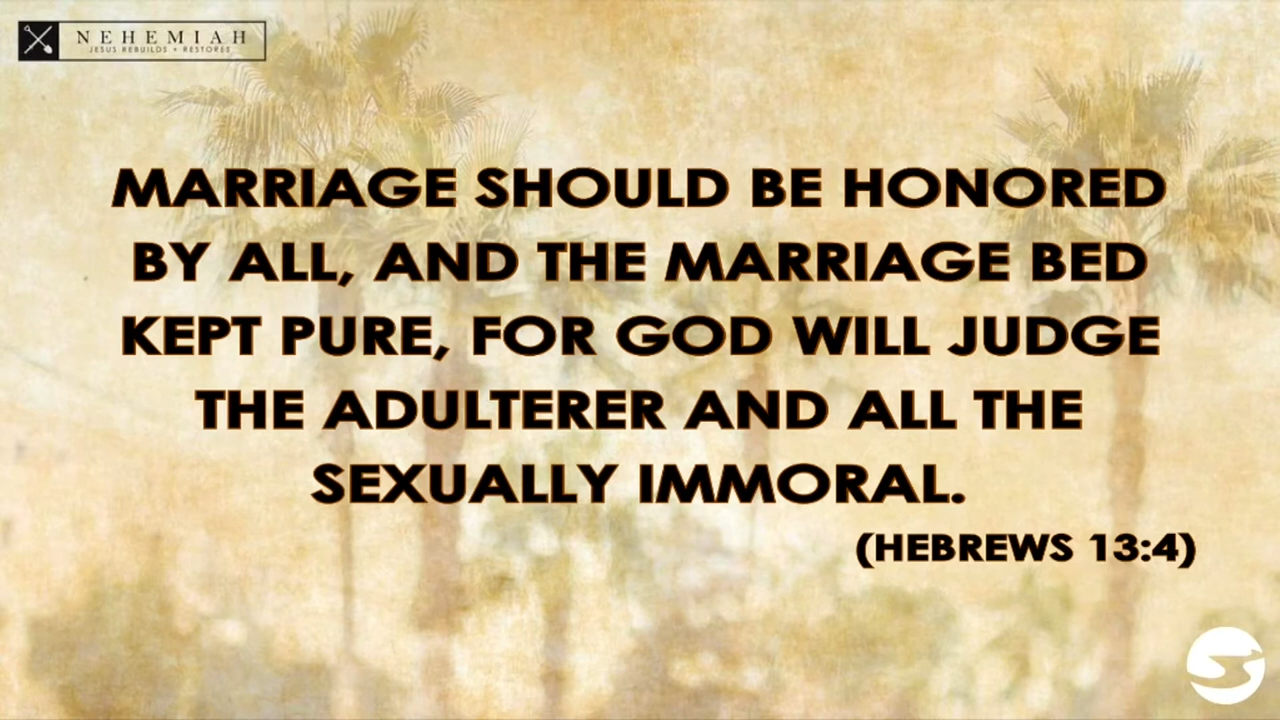 NEHEMIAH
JESUS REBUILDS + RESTORES
MARRIAGE SHOULD BE HONORED
BY ALL, AND THE MARRIAGE BED
KEPT PURE, FOR GOD WILL JUDGE
THE ADULTERER AND ALL THE
SEXUALLY IMMORAL.
(HEBREWS 13:4)